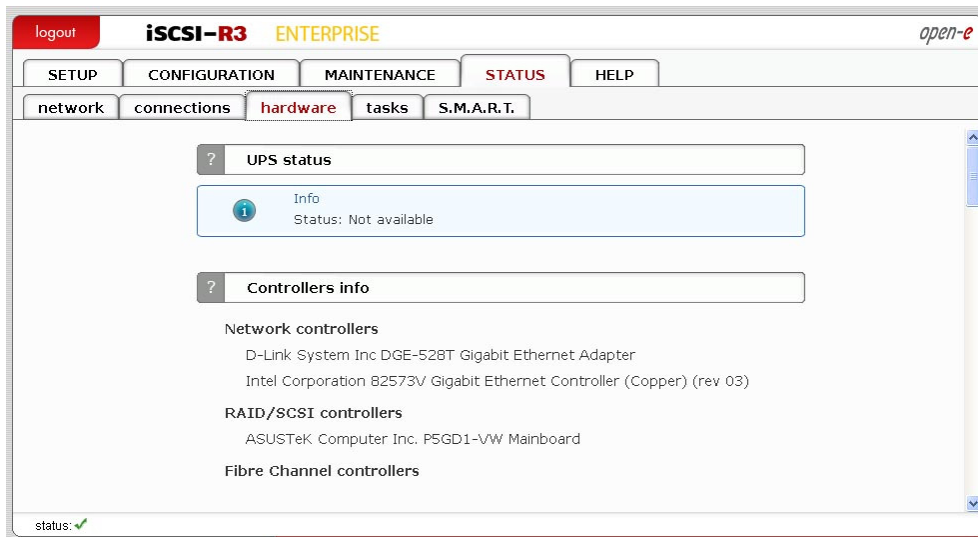 logout iSCSI-R3 ENTERPRISE open-e
SETUP CONFIGURATION MAINTENANCE STATUS HELP
network connections hardware tasks S.M.A.R.T.
? UPS status
i Info
Status: Not available
? Controllers info
Network controllers
D-Link System Inc DGE-528T Gigabit Ethernet Adapter
Intel Corporation 82573V Gigabit Ethernet Controller (Copper) (rev 03)
RAID/SCSI controllers
ASUSTeK Computer Inc. P5GD1-VW Mainboard
Fibre Channel controllers
status: